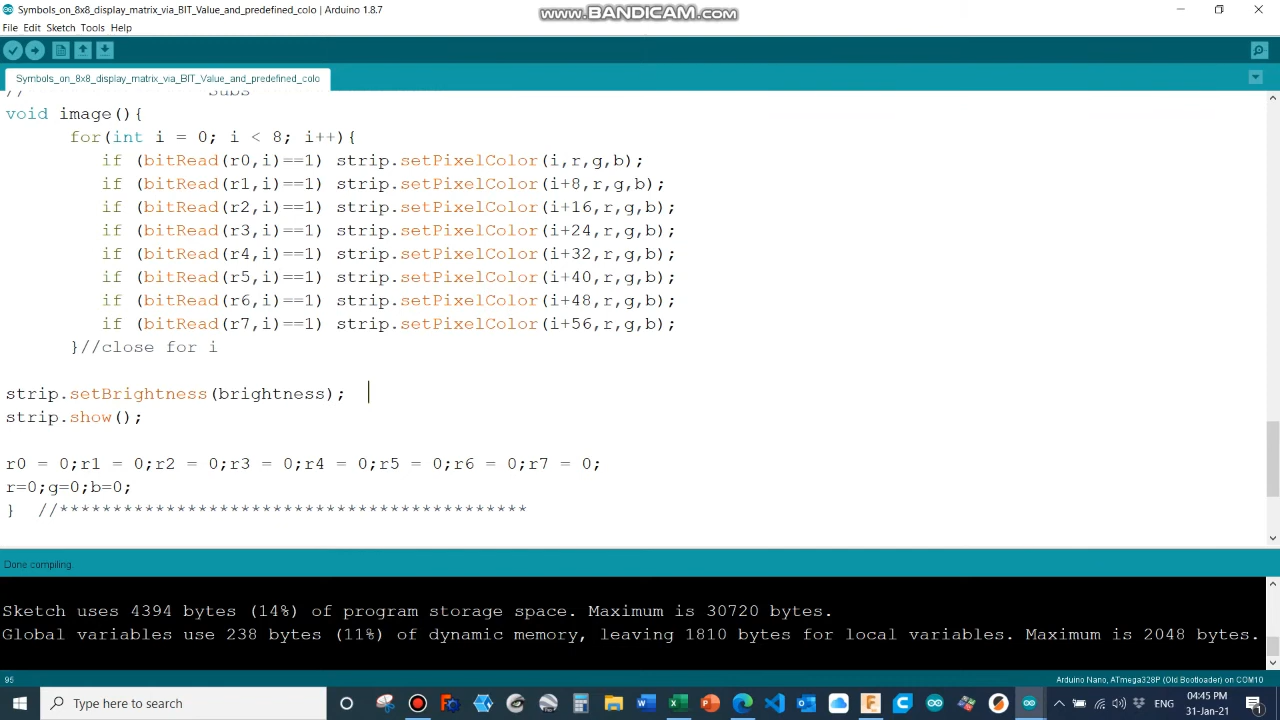 Symbols_on_8x8_display_matrix_via_BIT_Value_and_predefined_colo | Arduino 1.8.7
www.BANDICAM.com
File Edit Sketch Tools Help
Symbols_on_8x8_display_matrix_via_BIT_Value_and_predefined_colo
// Subs
void image(){
for(int i = 0; i < 8; i++){
if (bitRead(r0,i)==1) strip.setPixelColor(i,r,g,b);
if (bitRead(r1,i)==1) strip.setPixelColor(i+8,r,g,b);
if (bitRead(r2,i)==1) strip.setPixelColor(i+16,r,g,b);
if (bitRead(r3,i)==1) strip.setPixelColor(i+24,r,g,b);
if (bitRead(r4,i)==1) strip.setPixelColor(i+32,r,g,b);
if (bitRead(r5,i)==1) strip.setPixelColor(i+40,r,g,b);
if (bitRead(r6,i)==1) strip.setPixelColor(i+48,r,g,b);
if (bitRead(r7,i)==1) strip.setPixelColor(i+56,r,g,b);
}//close for i
strip.setBrightness(brightness);
strip.show();
r0 = 0;r1 = 0;r2 = 0;r3 = 0;r4 = 0;r5 = 0;r6 = 0;r7 = 0;
r=0;g=0;b=0;
} //********************************************
Done compiling.
Sketch uses 4394 bytes (14%) of program storage space. Maximum is 30720 bytes.
Global variables use 238 bytes (11%) of dynamic memory, leaving 1810 bytes for local variables. Maximum is 2048 bytes.
95
Arduino Nano, ATmega328P (Old Bootloader) on COM10
Type here to search
ENG
04:45 PM
31-Jan-21